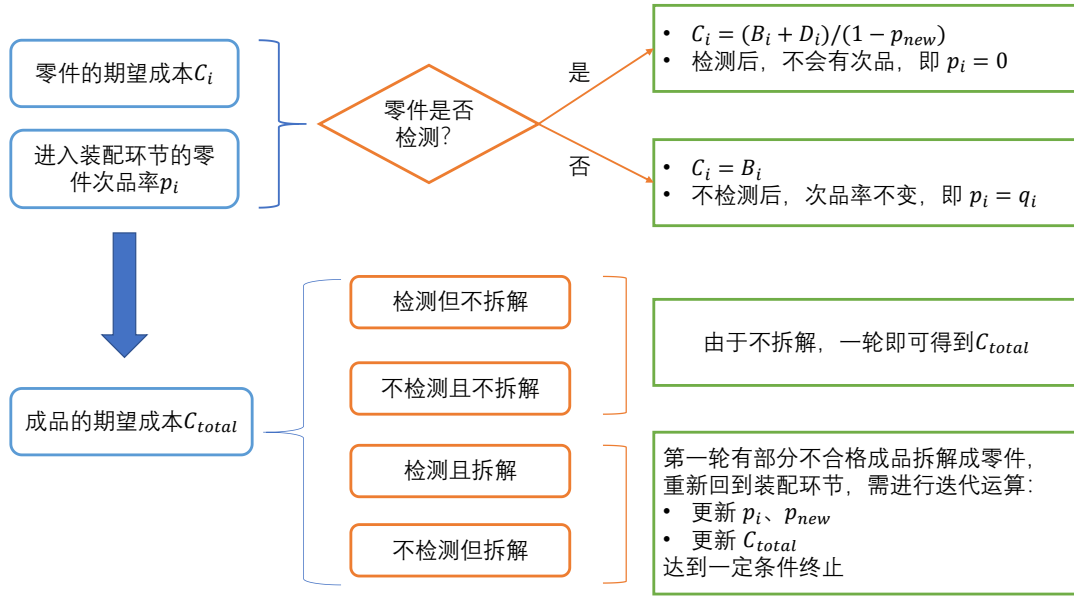 零件的期望成本C_i
进入装配环节的零
件次品率p_i
零件是否
检测?
是
否
• C_i = (B_i + D_i)/(1 − p_new)
• 检测后，不会有次品，即 p_i = 0
• C_i = B_i
• 不检测后，次品率不变，即 p_i = q_i
成品的期望成本C_total
检测但不拆解
不检测且不拆解
检测且拆解
不检测但拆解
由于不拆解，一轮即可得到C_total
第一轮有部分不合格成品拆解成零件，
重新回到装配环节，需进行迭代运算：
• 更新 p_i、p_new
• 更新 C_total
达到一定条件终止